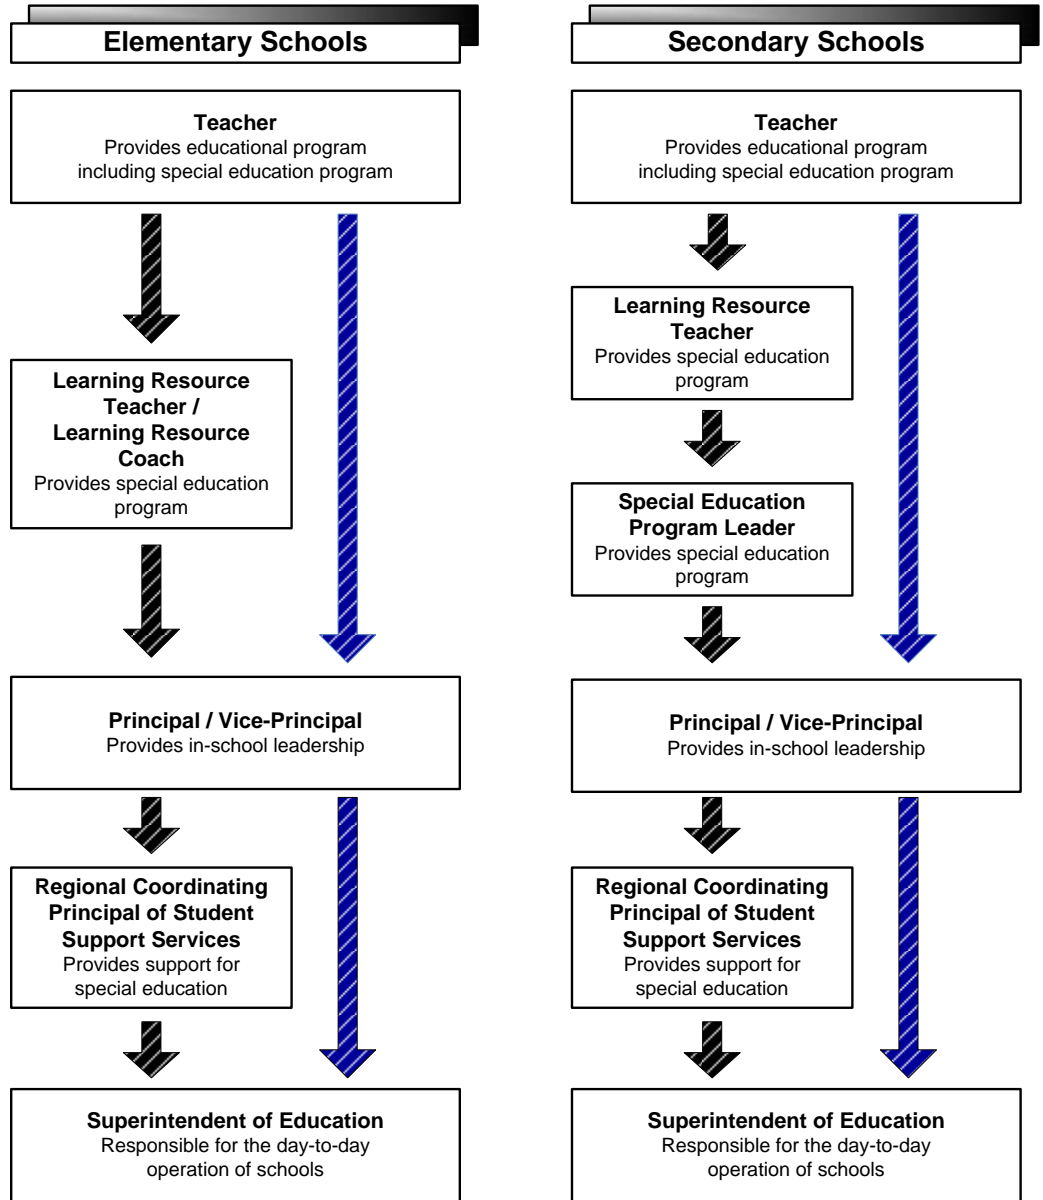 Elementary Schools
Teacher
Provides educational program
including special education program
Learning Resource
Teacher /
Learning Resource
Coach
Provides special education
program
Principal / Vice-Principal
Provides in-school leadership
Regional Coordinating
Principal of Student
Support Services
Provides support for
special education
Superintendent of Education
Responsible for the day-to-day
operation of schools
Secondary Schools
Teacher
Provides educational program
including special education program
Learning Resource
Teacher
Provides special education
program
Special Education
Program Leader
Provides special education
program
Principal / Vice-Principal
Provides in-school leadership
Regional Coordinating
Principal of Student
Support Services
Provides support for
special education
Superintendent of Education
Responsible for the day-to-day
operation of schools